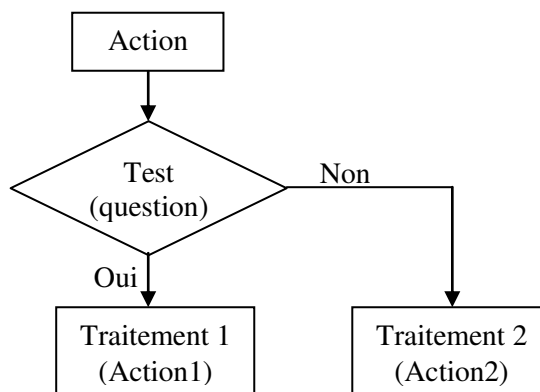 Action
Test
(question)
Non
Oui
Traitement 1
(Action1)
Traitement 2
(Action2)